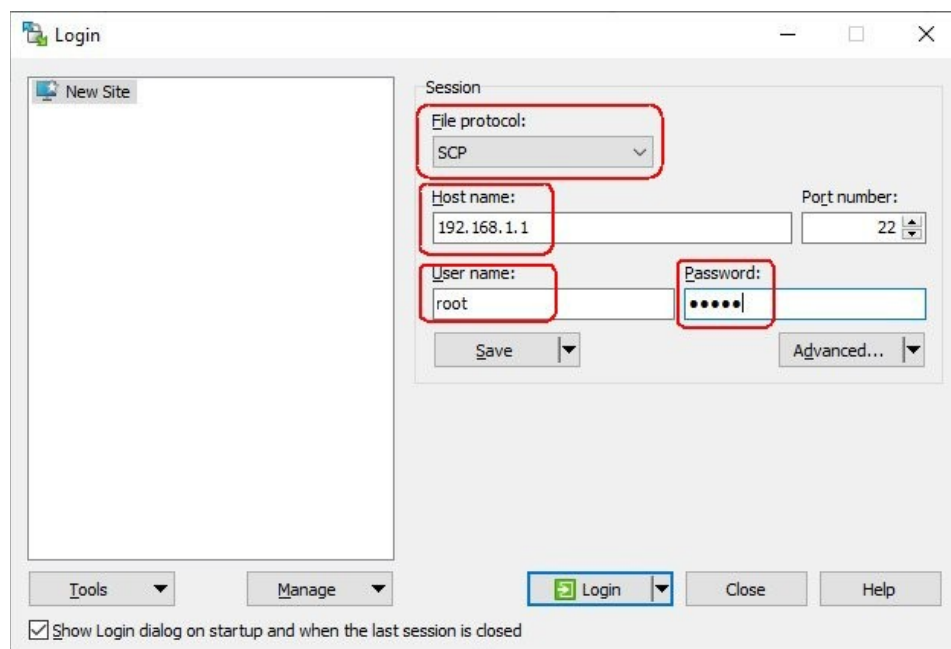 Login
New Site
Session
File protocol:
SCP
Host name:
Port number:
192.168.1.1
22
User name:
Password:
root
•••••
Save
Advanced...
Tools
Manage
Login
Close
Help
Show Login dialog on startup and when the last session is closed